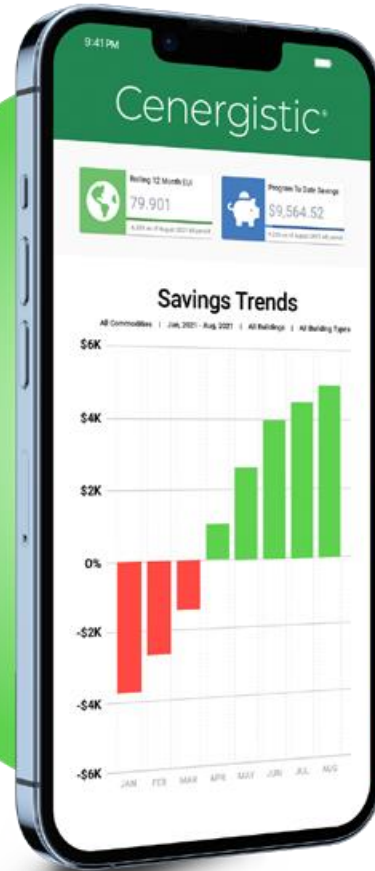 9:41 PM
Cenergistic®
Rolling 12 Month EUI
79.901
Program To Date Savings
$9,564.52
Savings Trends
All Commodities | Jan, 2021 - Aug, 2021 | All Buildings | All Building Types
$6K
$4K
$2K
0%
-$2K
-$4K
-$6K
JAN FEB MAR APR MAY JUN JUL AUG